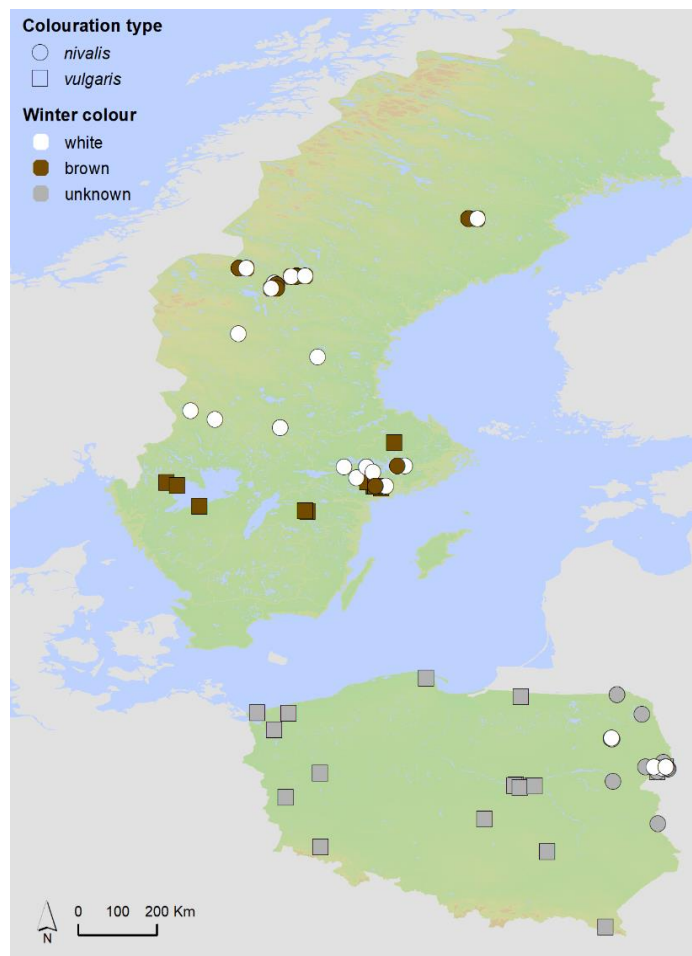 Colouration type
nivalis
vulgaris
Winter colour
white
brown
unknown
0 100 200 Km
N